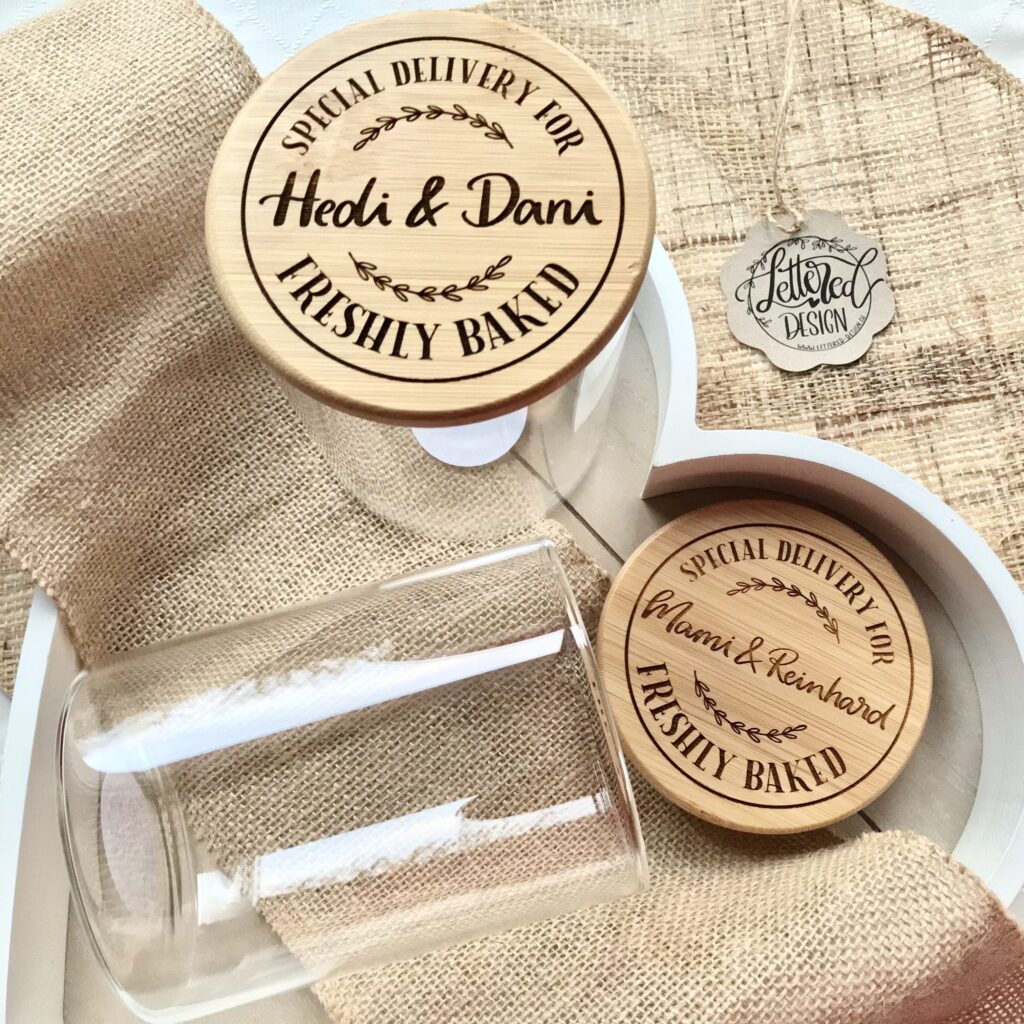 SPECIAL DELIVERY FOR
Hedi & Dani
FRESHLY BAKED
Lettered
DESIGN
SPECIAL DELIVERY FOR
Mami & Reinhard
FRESHLY BAKED